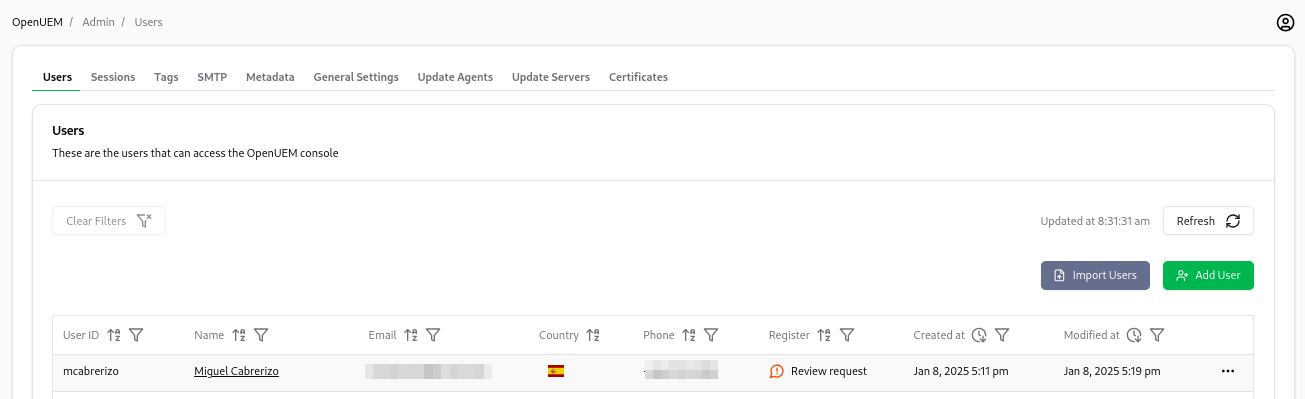 OpenUEM / Admin / Users
Users Sessions Tags SMTP Metadata General Settings Update Agents Update Servers Certificates
Users
These are the users that can access the OpenUEM console
Clear Filters Updated at 8:31:31 am Refresh
Import Users Add User
User ID Name Email Country Phone Register Created at Modified at
mcabrerizo Miguel Cabrerizo Review request Jan 8, 2025 5:11 pm Jan 8, 2025 5:19 pm